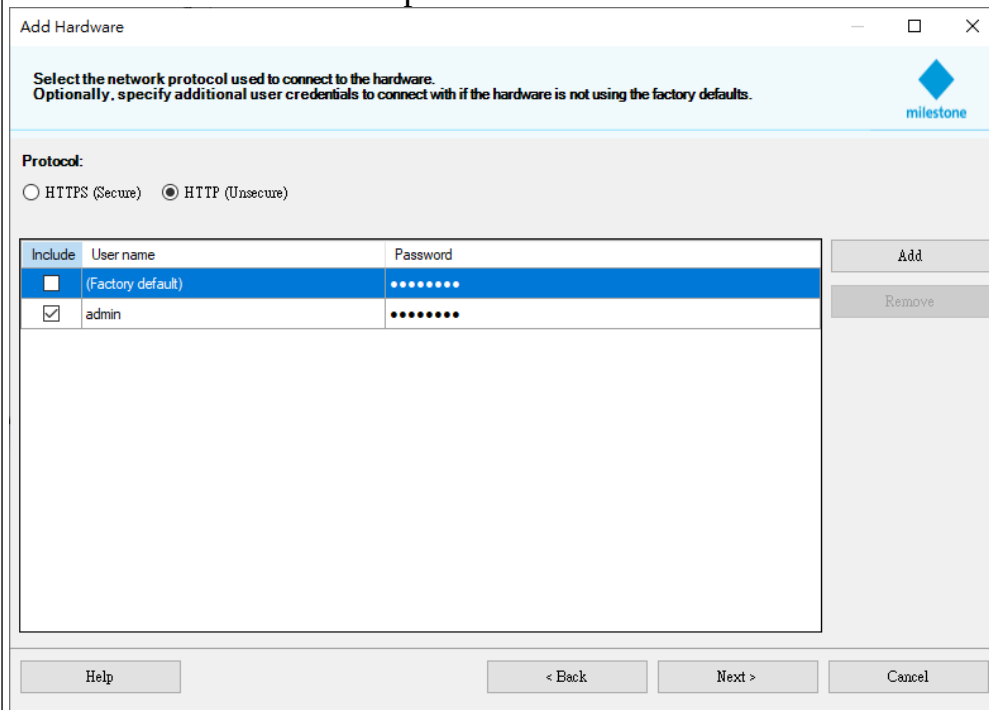 Add Hardware
Select the network protocol used to connect to the hardware.
Optionally, specify additional user credentials to connect with if the hardware is not using the factory defaults.
milestone
Protocol:
HTTPS (Secure) HTTP (Unsecure)
Include User name Password
(Factory default) ●●●●●●●●
admin ●●●●●●●●
Add
Remove
Help < Back Next > Cancel